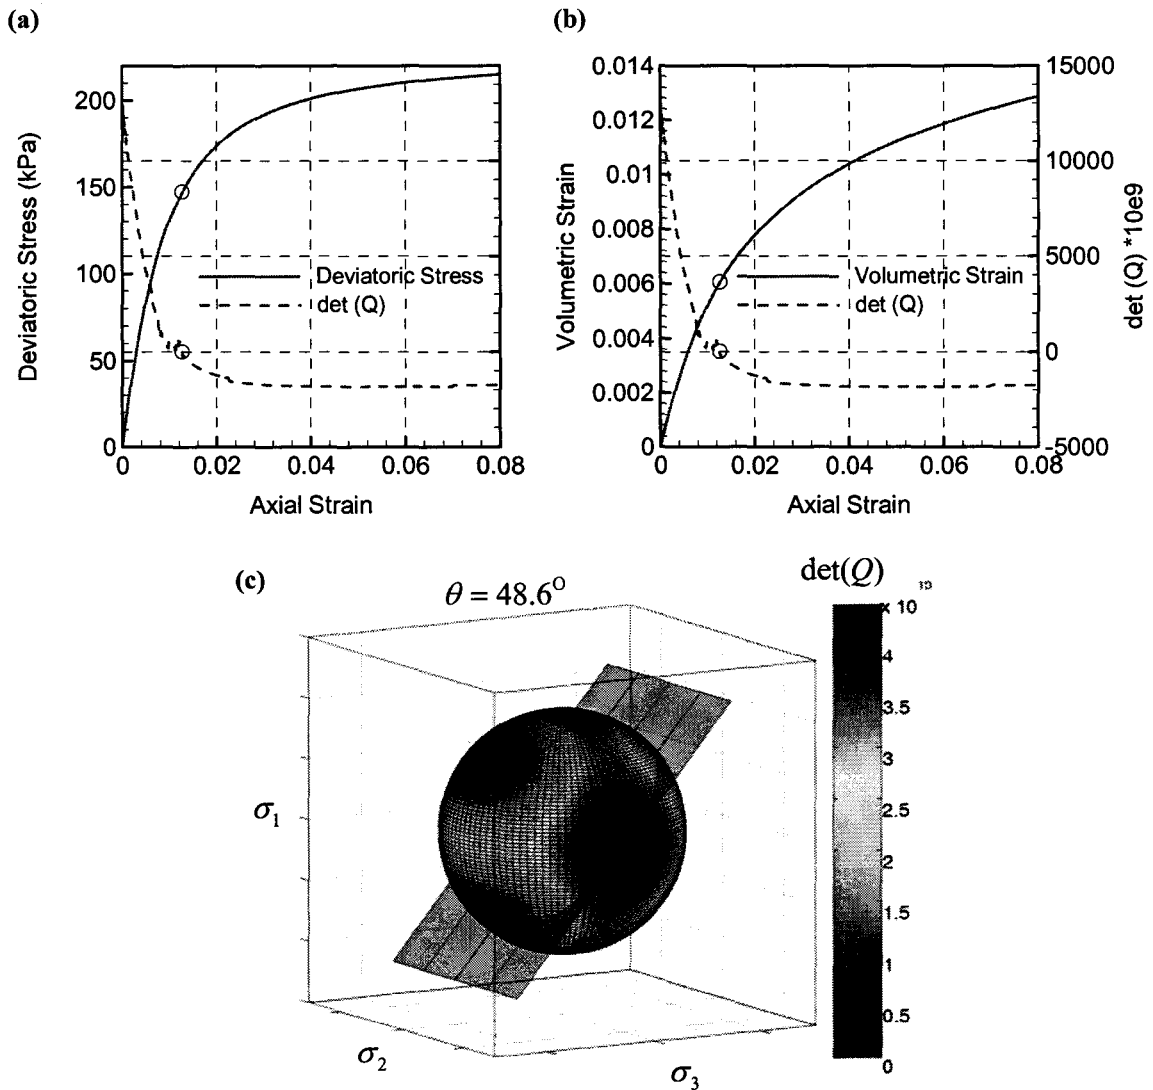 (a)
(b)
200
150
100
50
0
Deviatoric Stress (kPa)
Deviatoric Stress
det (Q)
0 0.02 0.04 0.06 0.08
Axial Strain
0.014
0.012
0.01
0.008
0.006
0.004
0.002
0
Volumetric Strain
Volumetric Strain
det (Q)
15000
10000
5000
0
-5000
det (Q) *10e9
0 0.02 0.04 0.06 0.08
Axial Strain
(c)
θ = 48.6°
det(Q)
x 10
4
3.5
3
2.5
2
1.5
1
0.5
0
σ1
σ2
σ3